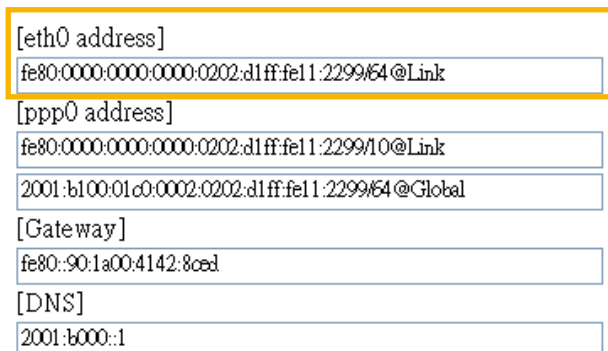 [eth0 address]
fe80:0000:0000:0000:0202:d1ff:fe11:2299/64@Link
[ppp0 address]
fe80:0000:0000:0000:0202:d1ff:fe11:2299/10@Link
2001:b100:01c0:0002:0202:d1ff:fe11:2299/64@Global
[Gateway]
fe80::90:1a00:4142:8ced
[DNS]
2001:b000::1